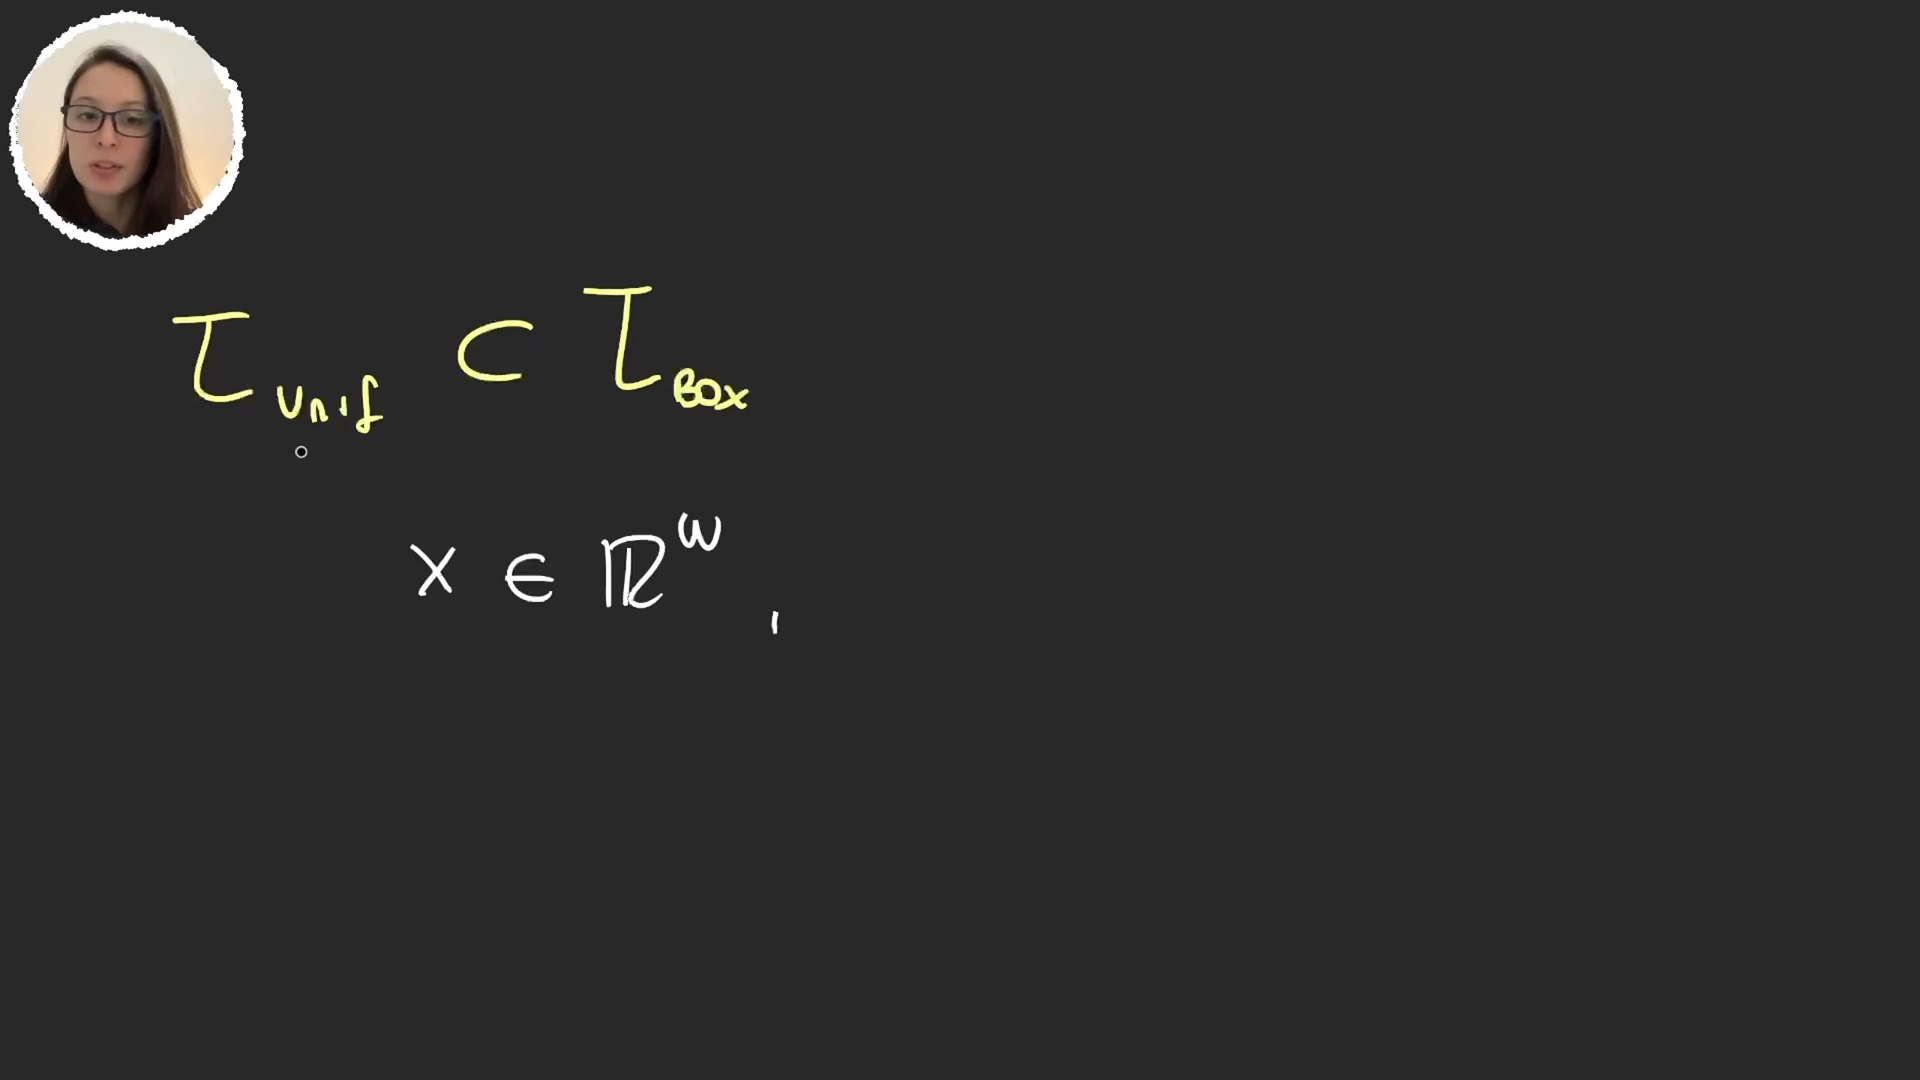 τ_Unif ⊂ τ_Box
x ∈ ℝ^ω ,